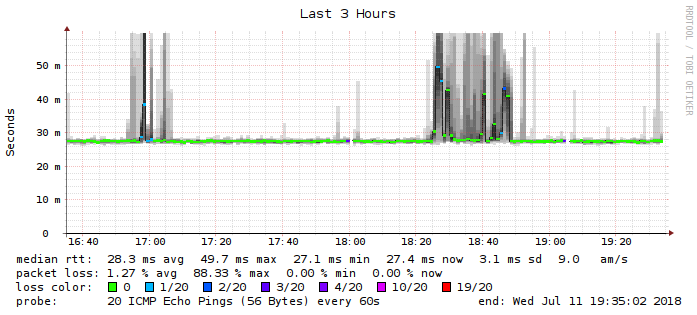 Last 3 Hours
RRDTOOL / TOBI OETIKER
Seconds
50 m
40 m
30 m
20 m
10 m
0
16:40 17:00 17:20 17:40 18:00 18:20 18:40 19:00 19:20
median rtt: 28.3 ms avg 49.7 ms max 27.1 ms min 27.4 ms now 3.1 ms sd 9.0 am/s
packet loss: 1.27 % avg 88.33 % max 0.00 % min 0.00 % now
loss color: 0 1/20 2/20 3/20 4/20 10/20 19/20
probe: 20 ICMP Echo Pings (56 Bytes) every 60s end: Wed Jul 11 19:35:02 2018